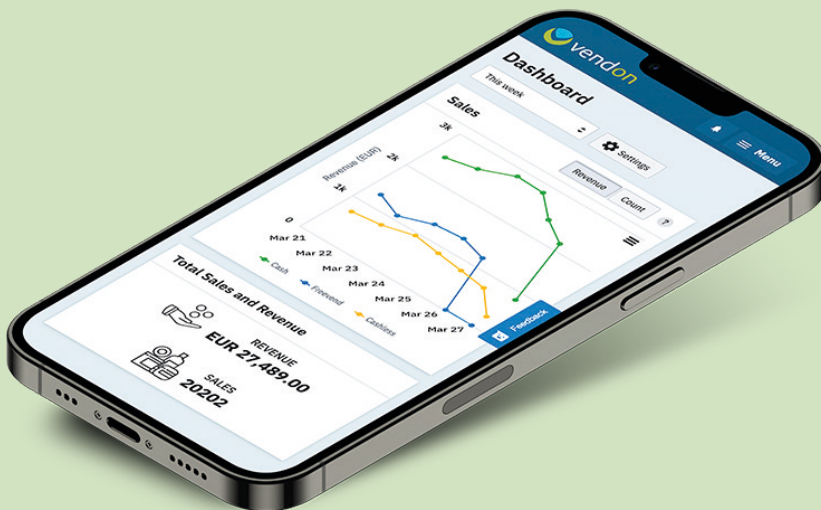 vendon
Menu
Dashboard
This week
Settings
Sales
Revenue
Count
?
3k
2k
1k
0
Revenue (EUR)
Mar 21
Mar 22
Mar 23
Mar 24
Mar 25
Mar 26
Mar 27
Cash
Freevend
Cashless
Feedback
Total Sales and Revenue
REVENUE
EUR 27,489.00
SALES
20202